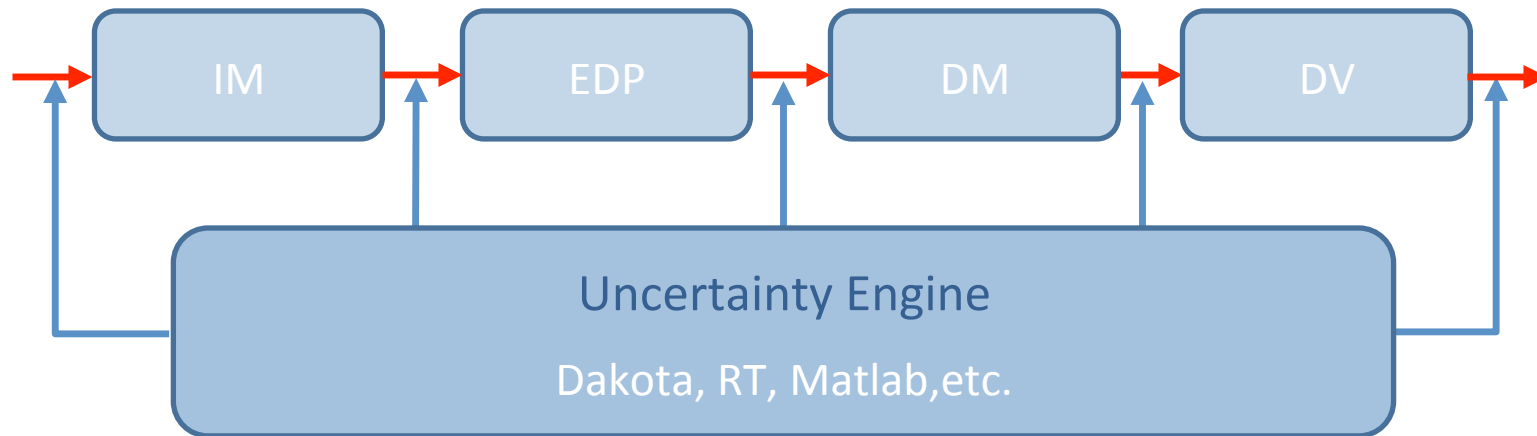 IM
EDP
DM
DV
Uncertainty Engine
Dakota, RT, Matlab,etc.